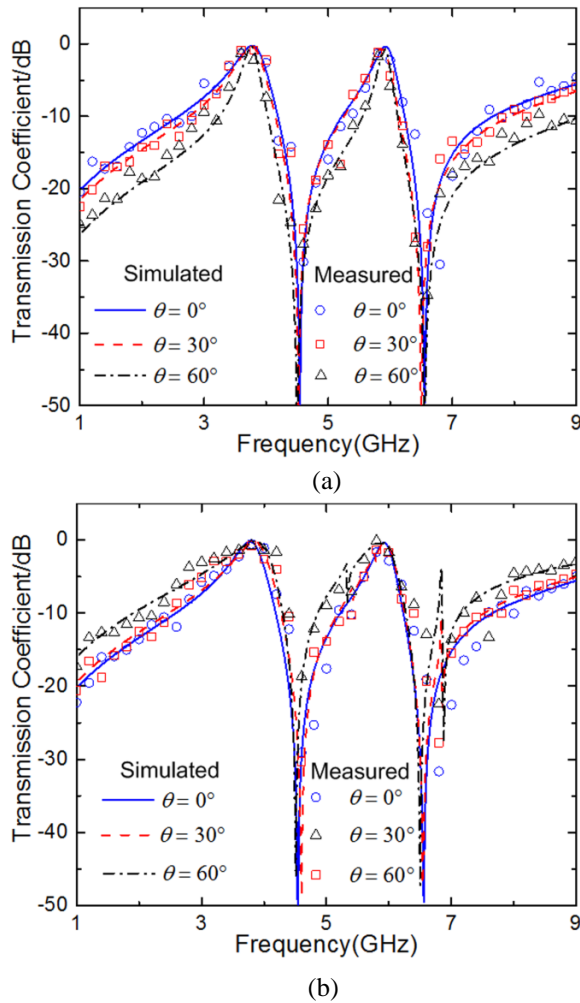 Transmission Coefficient/dB
0
-10
-20
-30
-40
-50
Simulated Measured
θ = 0° θ = 0°
θ = 30° θ = 30°
θ = 60° θ = 60°
1 3 5 7 9
Frequency(GHz)
(a)
Transmission Coefficient/dB
0
-10
-20
-30
-40
-50
Simulated Measured
θ = 0° θ = 0°
θ = 30° θ = 30°
θ = 60° θ = 60°
1 3 5 7 9
Frequency(GHz)
(b)